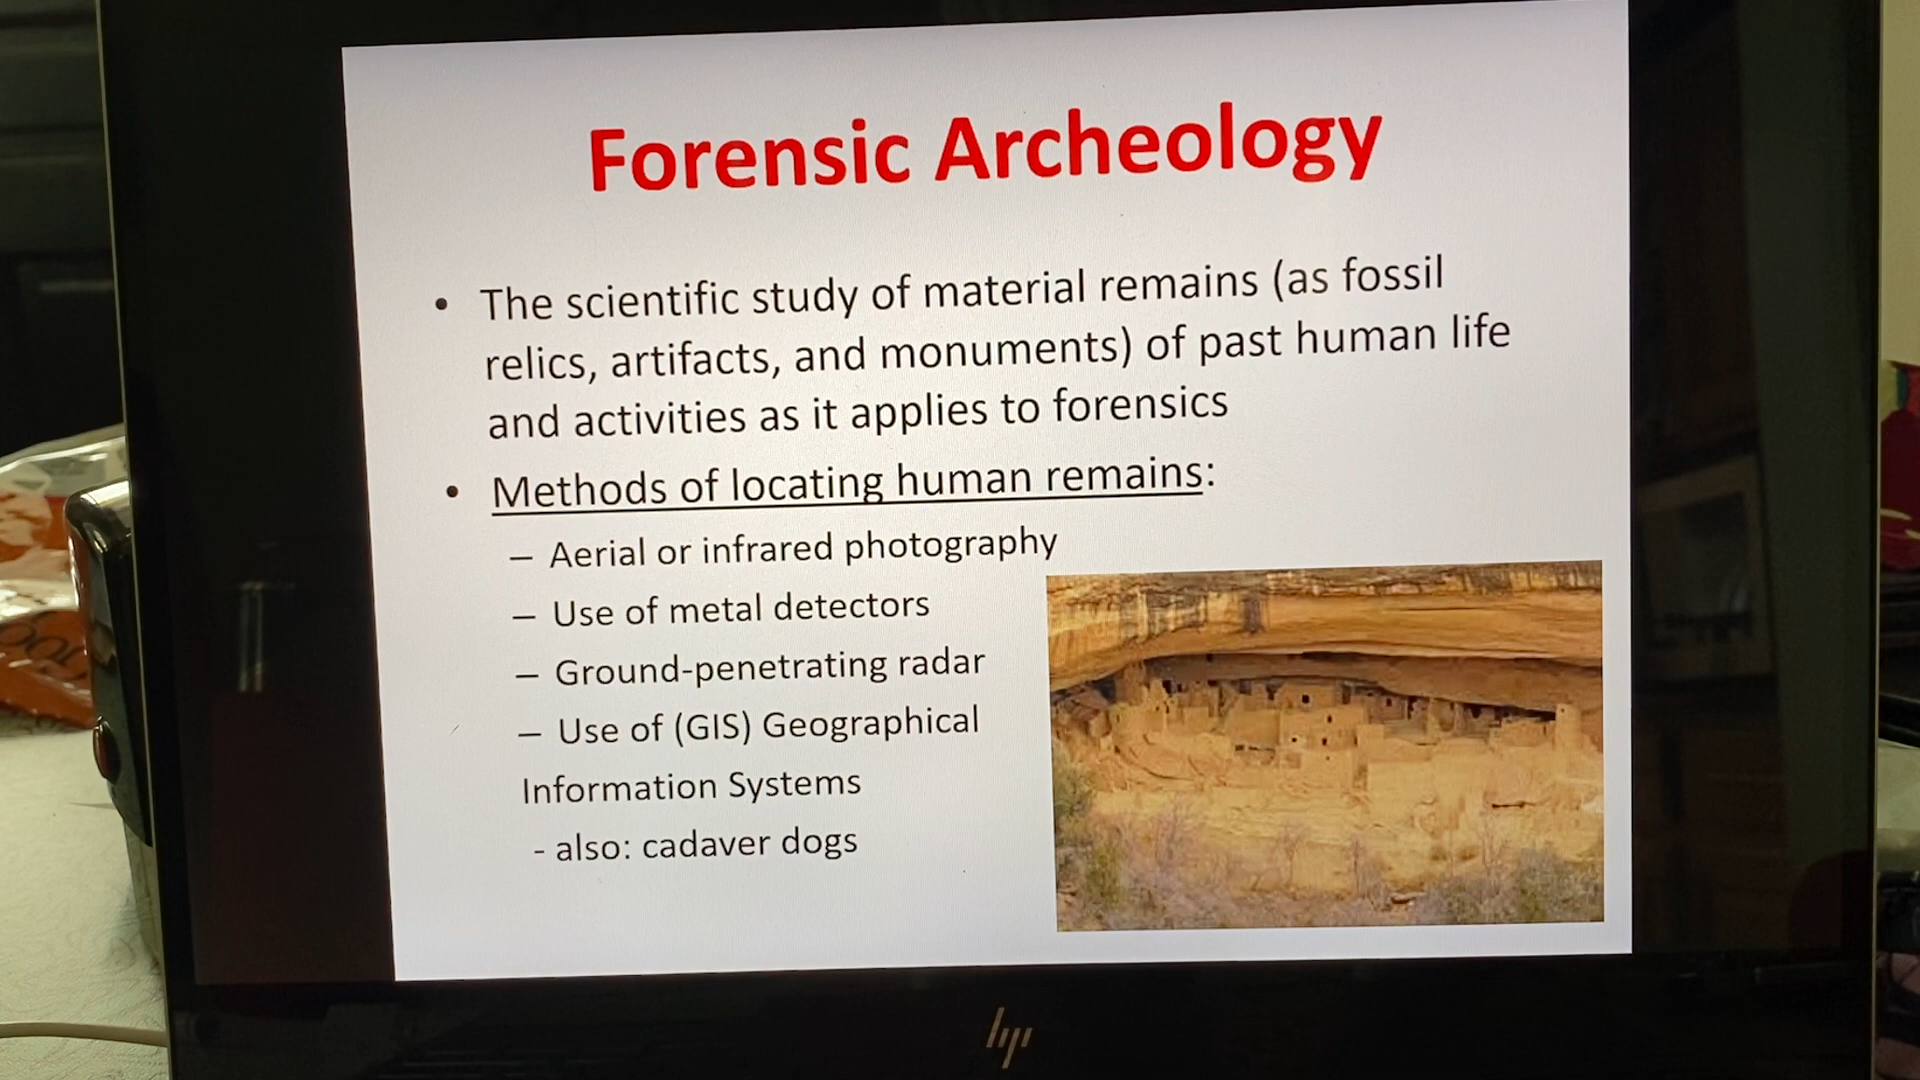 Forensic Archeology
• The scientific study of material remains (as fossil
relics, artifacts, and monuments) of past human life
and activities as it applies to forensics
• Methods of locating human remains:
– Aerial or infrared photography
– Use of metal detectors
– Ground-penetrating radar
– Use of (GIS) Geographical
Information Systems
- also: cadaver dogs
hp